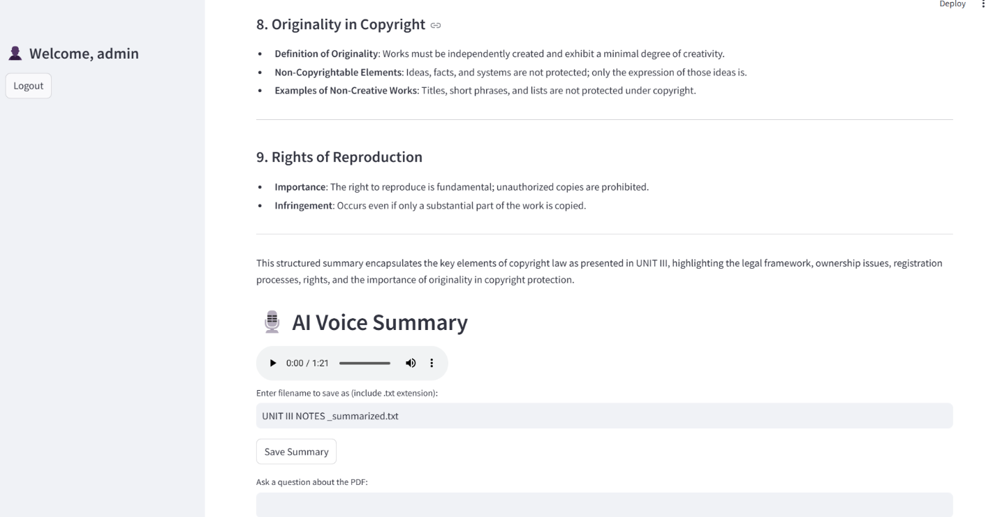 Deploy
Welcome, admin
Logout
8. Originality in Copyright
Definition of Originality: Works must be independently created and exhibit a minimal degree of creativity.
Non-Copyrightable Elements: Ideas, facts, and systems are not protected; only the expression of those ideas is.
Examples of Non-Creative Works: Titles, short phrases, and lists are not protected under copyright.
9. Rights of Reproduction
Importance: The right to reproduce is fundamental; unauthorized copies are prohibited.
Infringement: Occurs even if only a substantial part of the work is copied.
This structured summary encapsulates the key elements of copyright law as presented in UNIT III, highlighting the legal framework, ownership issues, registration
processes, rights, and the importance of originality in copyright protection.
AI Voice Summary
0:00 / 1:21
Enter filename to save as (include .txt extension):
UNIT III NOTES _summarized.txt
Save Summary
Ask a question about the PDF: